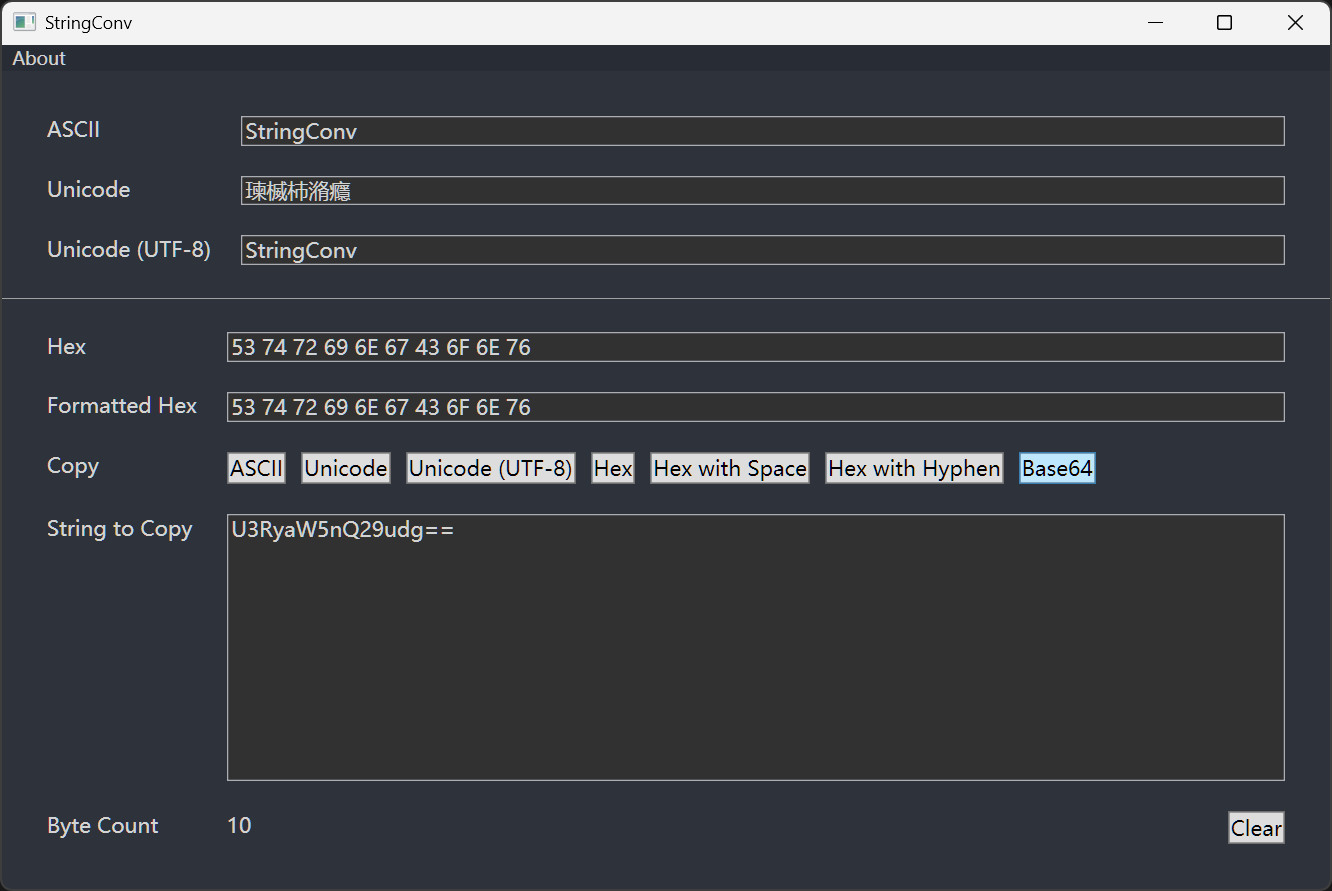 StringConv
About
ASCII StringConv
Unicode 瑓楲杮潃癮
Unicode (UTF-8) StringConv
Hex 53 74 72 69 6E 67 43 6F 6E 76
Formatted Hex 53 74 72 69 6E 67 43 6F 6E 76
Copy ASCII Unicode Unicode (UTF-8) Hex Hex with Space Hex with Hyphen Base64
String to Copy U3RyaW5nQ29udg==
Byte Count 10 Clear